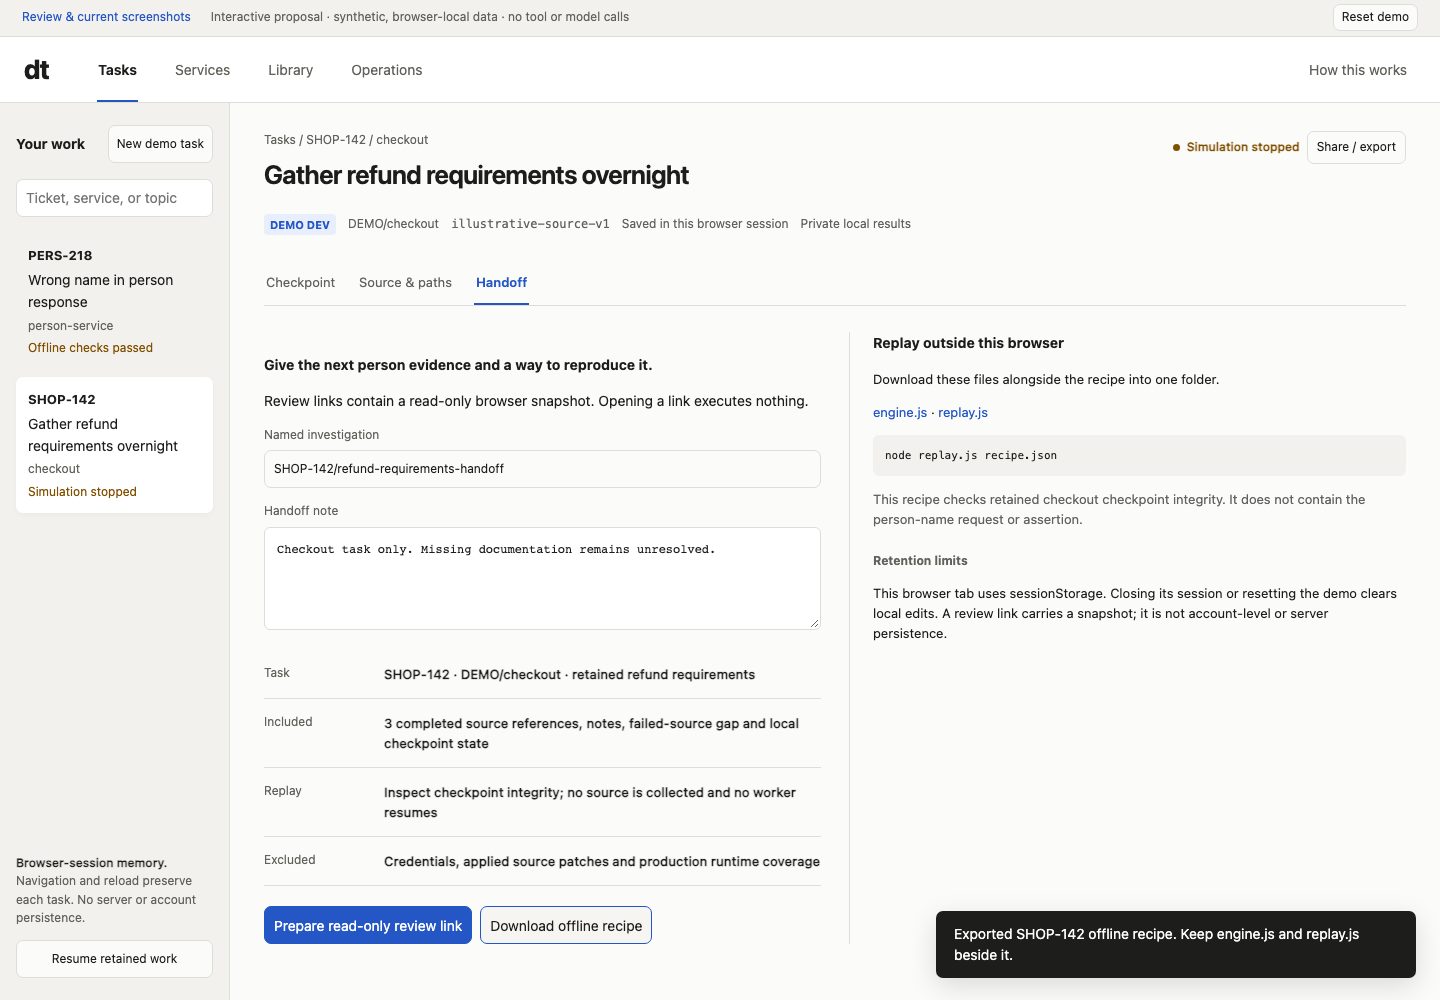 Review & current screenshots
Interactive proposal · synthetic, browser-local data · no tool or model calls
Reset demo
dt
Tasks
Services
Library
Operations
How this works
Your work
New demo task
Ticket, service, or topic
PERS-218
Wrong name in person
response
person-service
Offline checks passed
SHOP-142
Gather refund
requirements overnight
checkout
Simulation stopped
Browser-session memory.
Navigation and reload preserve
each task. No server or account
persistence.
Resume retained work
Tasks / SHOP-142 / checkout
Simulation stopped
Share / export
Gather refund requirements overnight
DEMO DEV
DEMO/checkout
illustrative-source-v1
Saved in this browser session
Private local results
Checkpoint
Source & paths
Handoff
Give the next person evidence and a way to reproduce it.
Review links contain a read-only browser snapshot. Opening a link executes nothing.
Named investigation
SHOP-142/refund-requirements-handoff
Handoff note
Checkout task only. Missing documentation remains unresolved.
Task
SHOP-142 · DEMO/checkout · retained refund requirements
Included
3 completed source references, notes, failed-source gap and local
checkpoint state
Replay
Inspect checkpoint integrity; no source is collected and no worker
resumes
Excluded
Credentials, applied source patches and production runtime coverage
Prepare read-only review link
Download offline recipe
Replay outside this browser
Download these files alongside the recipe into one folder.
engine.js · replay.js
node replay.js recipe.json
This recipe checks retained checkout checkpoint integrity. It does not contain the
person-name request or assertion.
Retention limits
This browser tab uses sessionStorage. Closing its session or resetting the demo clears
local edits. A review link carries a snapshot; it is not account-level or server
persistence.
Exported SHOP-142 offline recipe. Keep engine.js and replay.js
beside it.